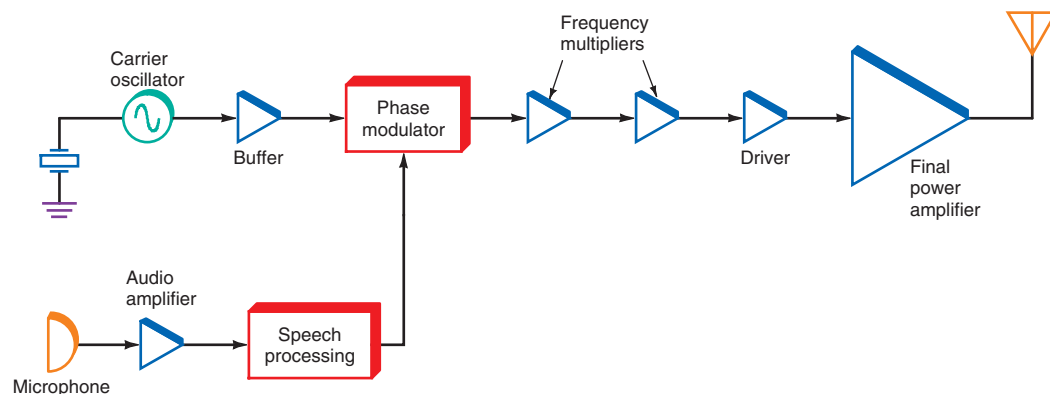 Frequency
multipliers
Carrier
oscillator
Phase
modulator
Buffer
Driver
Final
power
amplifier
Audio
amplifier
Speech
processing
Microphone